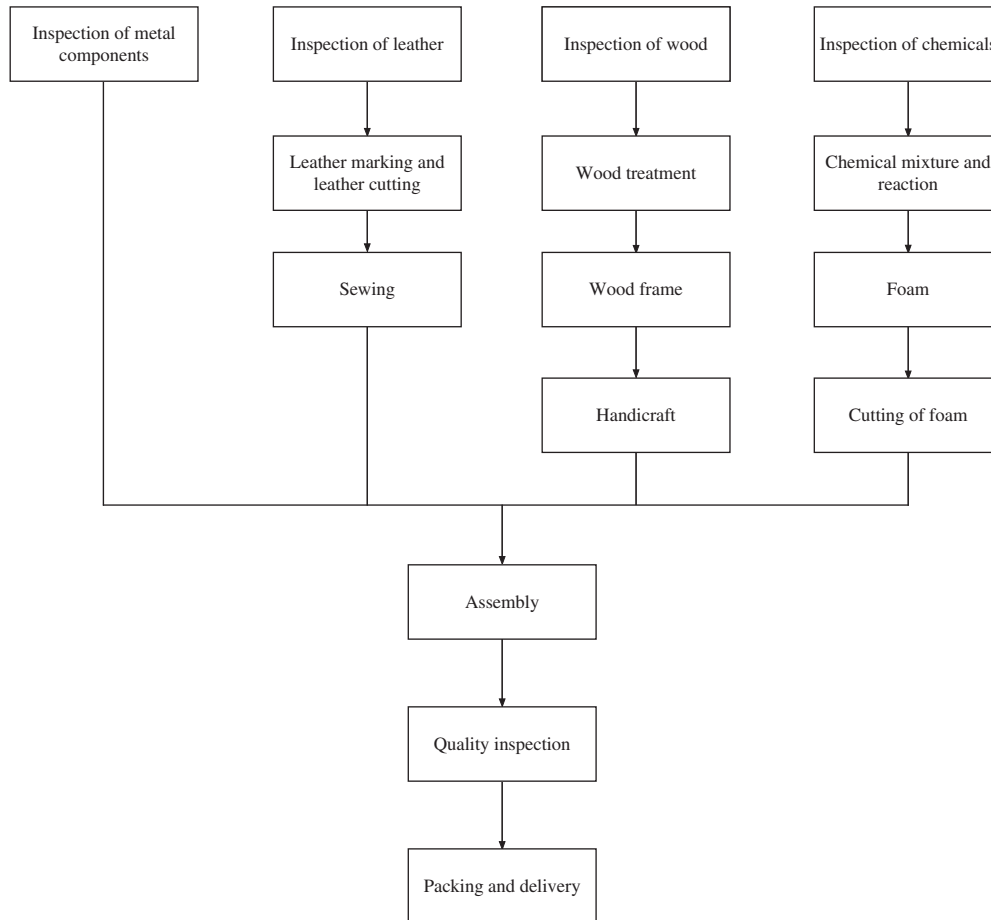 Inspection of metal
components
Inspection of leather
Inspection of wood
Inspection of chemicals
Leather marking and
leather cutting
Wood treatment
Chemical mixture and
reaction
Sewing
Wood frame
Foam
Handicraft
Cutting of foam
Assembly
Quality inspection
Packing and delivery